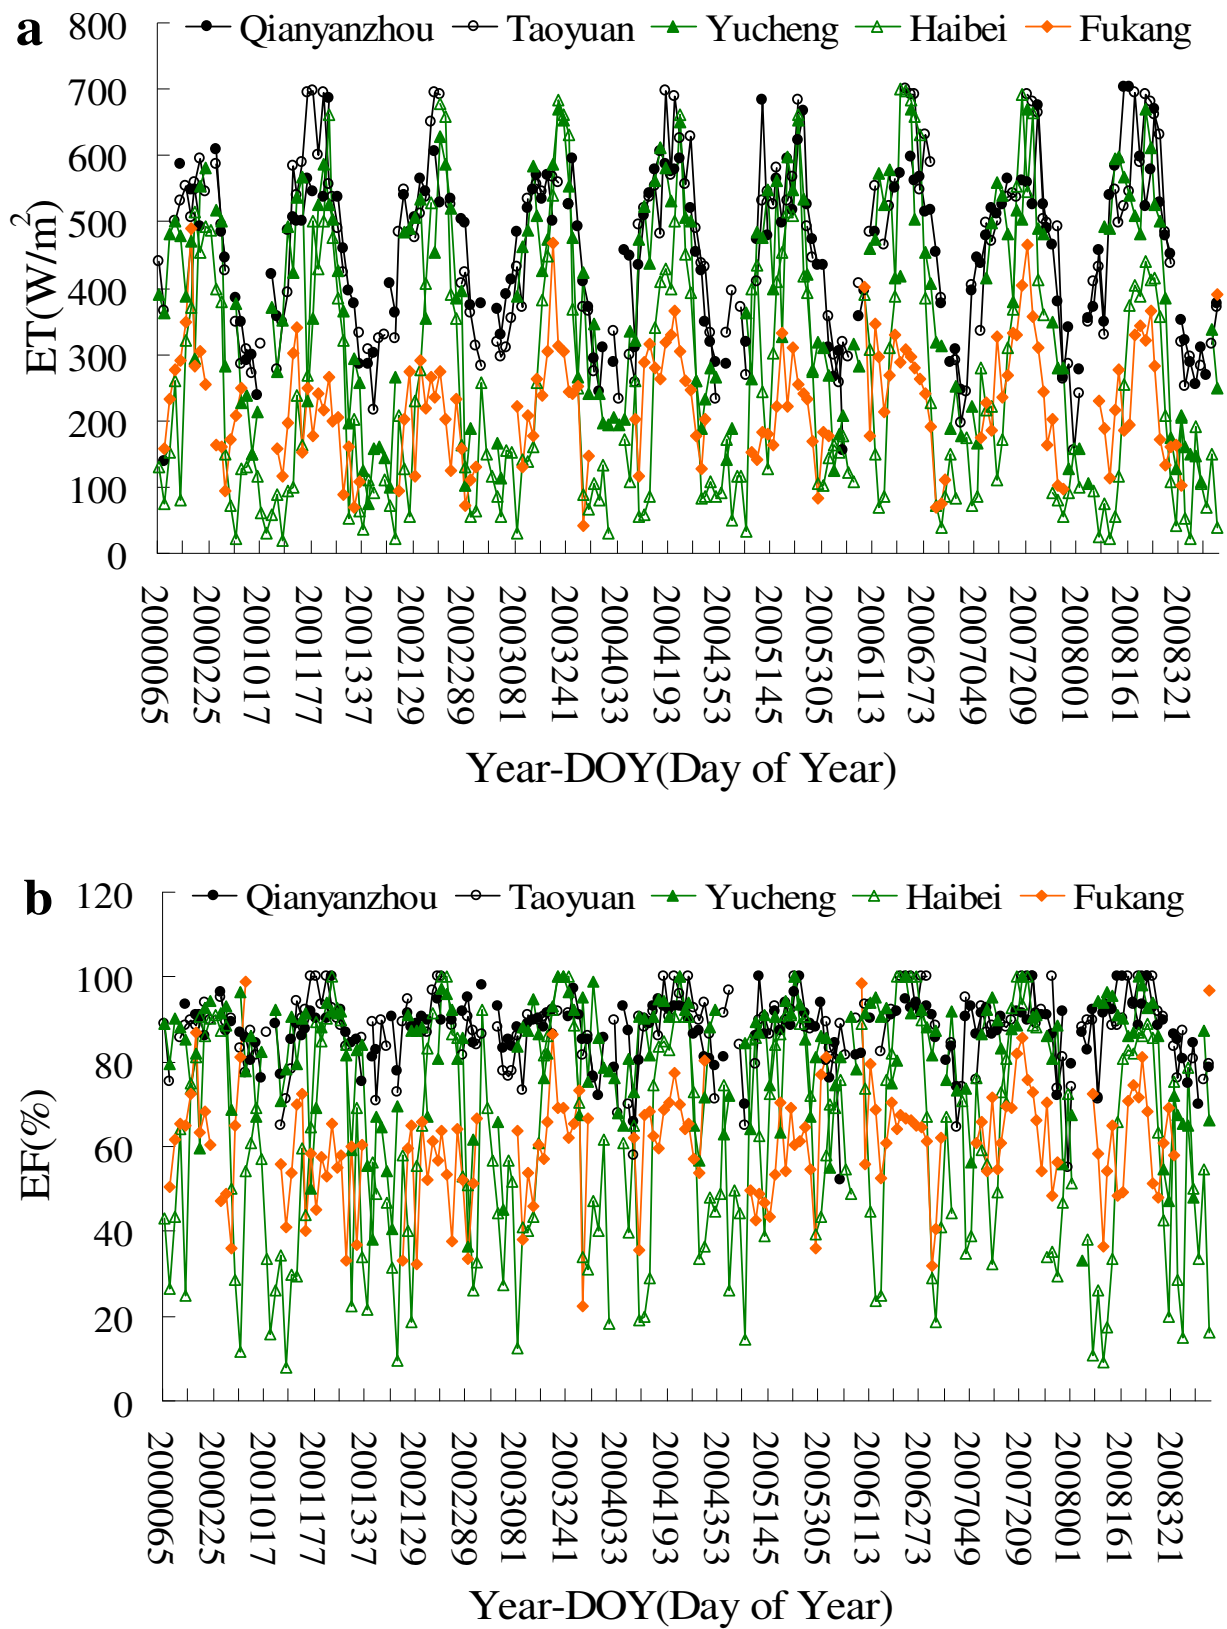 a
800
Qianyanzhou Taoyuan Yucheng Haibei Fukang
700
600
500
400
300
200
100
0
ET(W/m²)
2000065 2000225 2001017 2001177 2001337 2002129 2002289 2003081 2003241 2004033 2004193 2004353 2005145 2005305 2006113 2006273 2007049 2007209 2008001 2008161 2008321
Year-DOY(Day of Year)
b
120
Qianyanzhou Taoyuan Yucheng Haibei Fukang
100
80
60
40
20
0
EF(%)
2000065 2000225 2001017 2001177 2001337 2002129 2002289 2003081 2003241 2004033 2004193 2004353 2005145 2005305 2006113 2006273 2007049 2007209 2008001 2008161 2008321
Year-DOY(Day of Year)